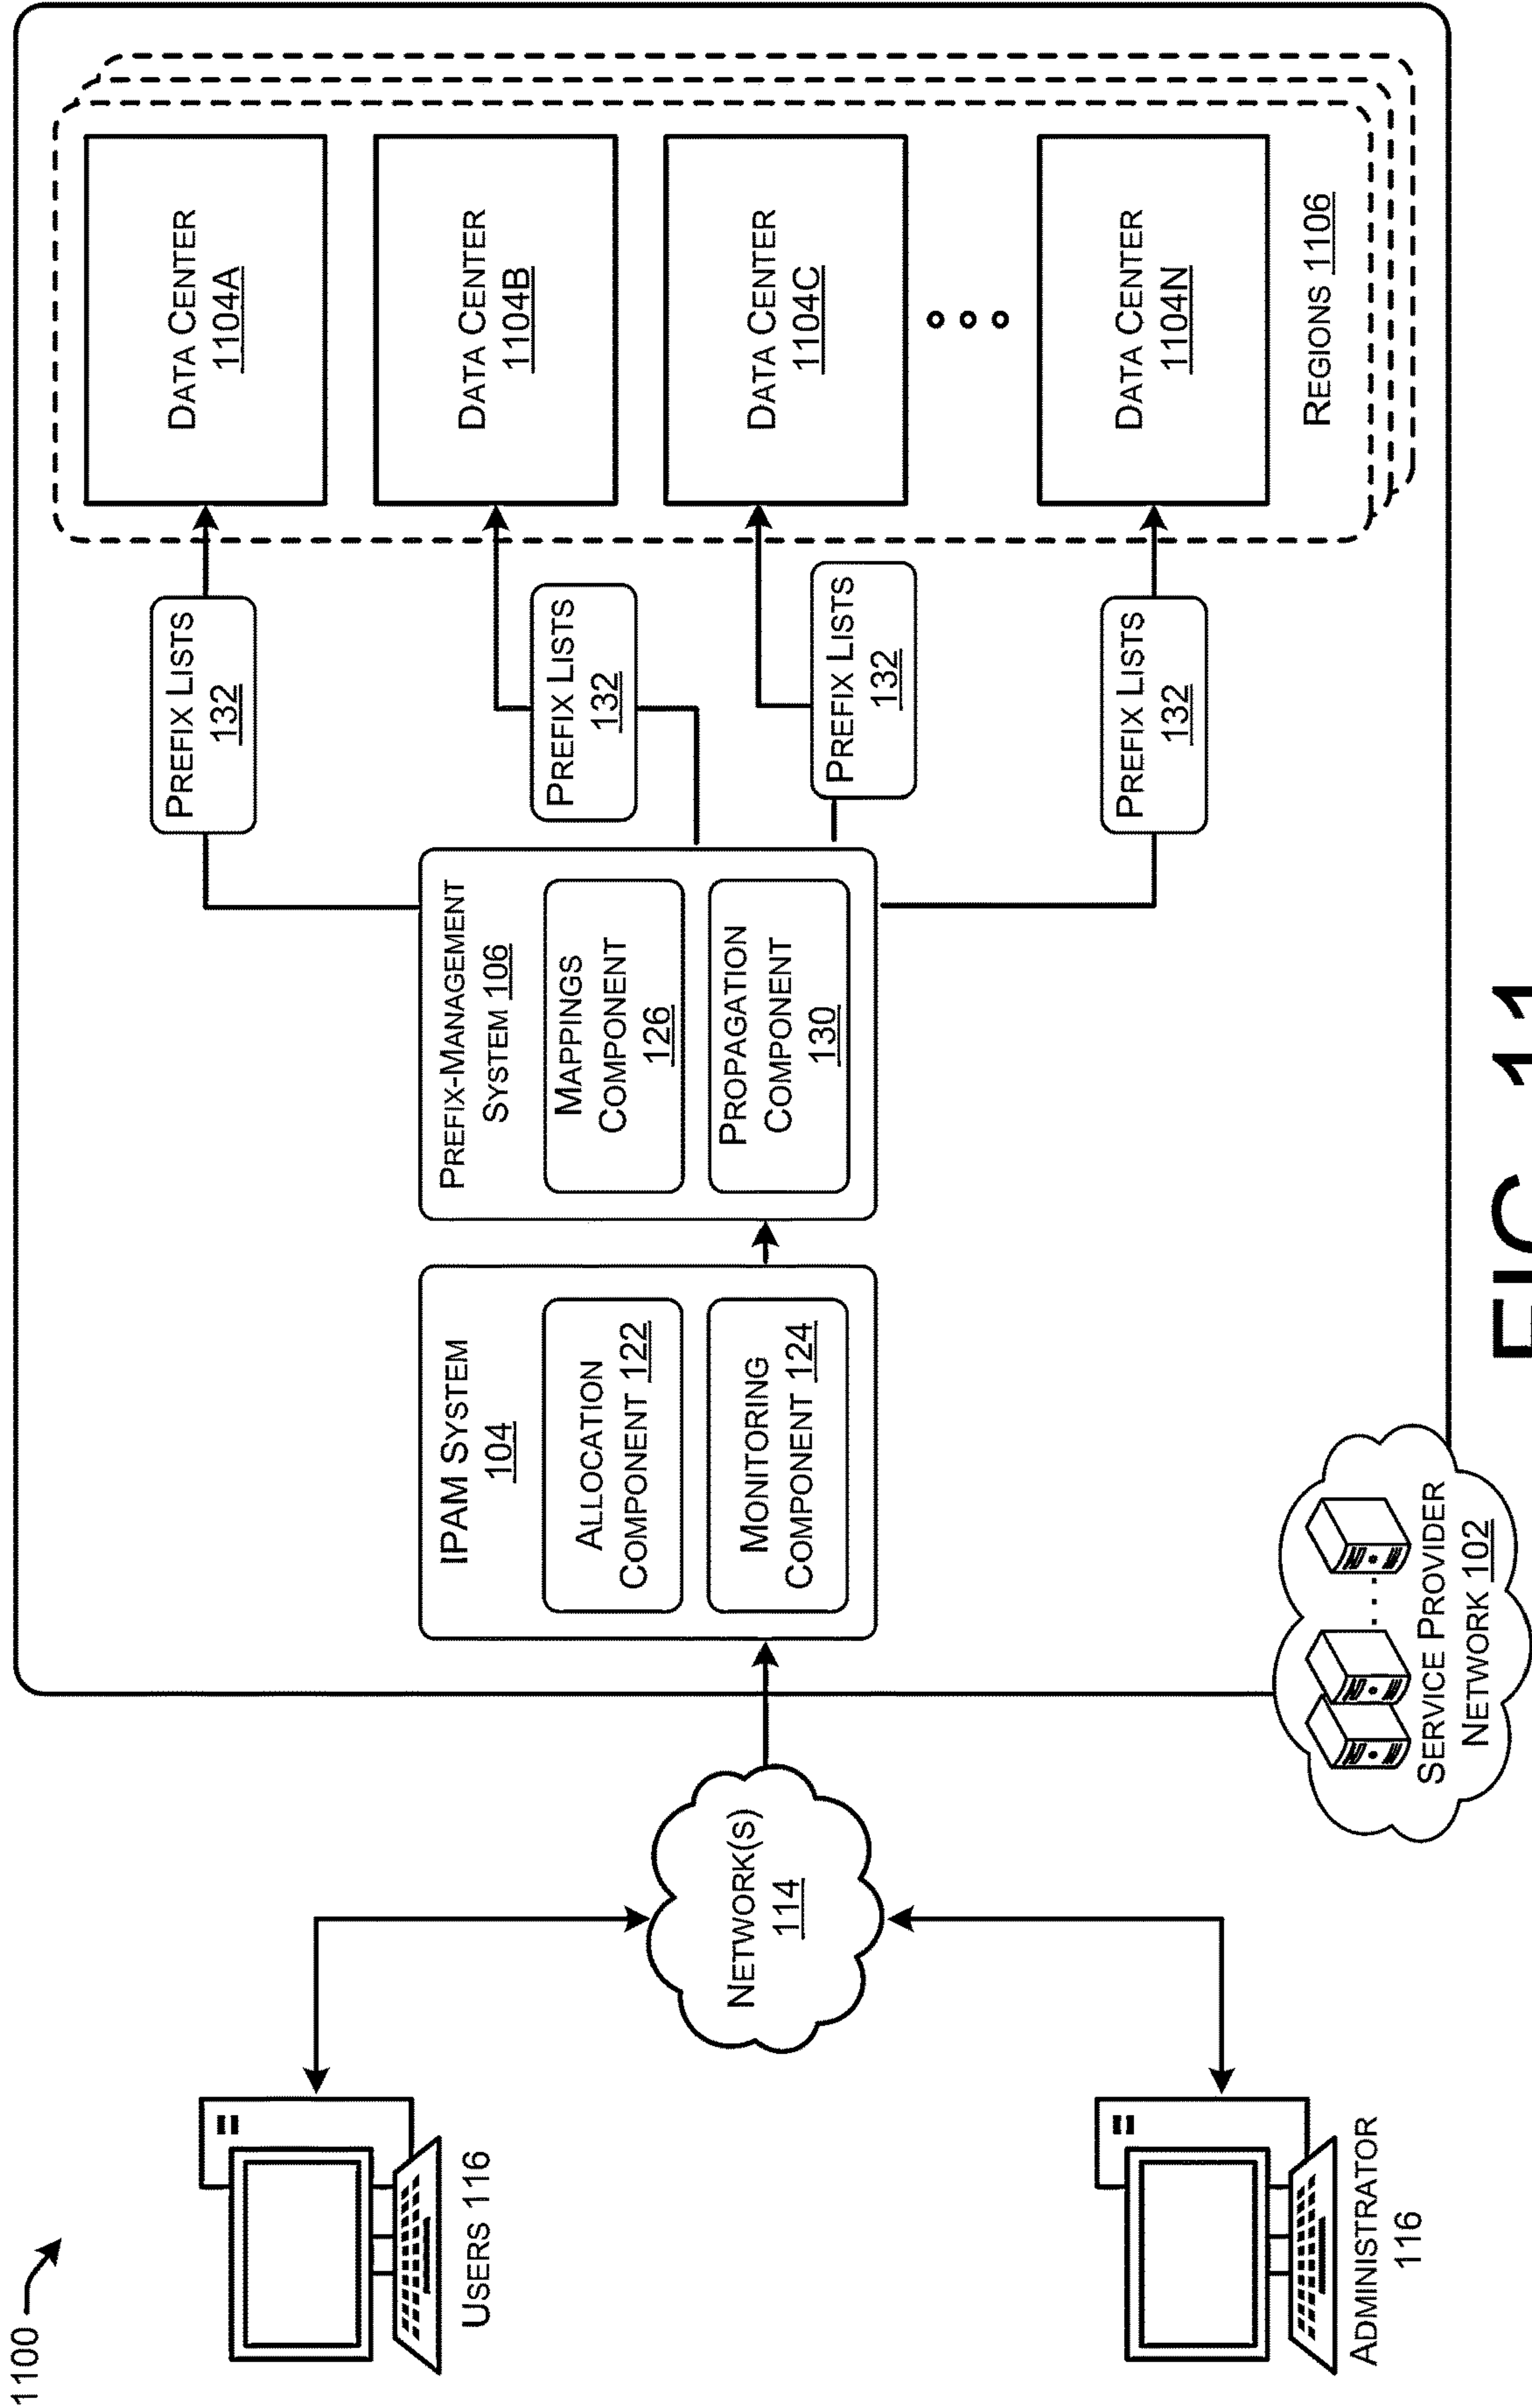 1100
USERS 116
ADMINISTRATOR
116
NETWORK(S)
114
SERVICE PROVIDER
NETWORK 102
IPAM SYSTEM
104
ALLOCATION
COMPONENT 122
MONITORING
COMPONENT 124
PREFIX-MANAGEMENT
SYSTEM 106
MAPPINGS
COMPONENT
126
PROPAGATION
COMPONENT
130
PREFIX LISTS
132
PREFIX LISTS
132
PREFIX LISTS
132
PREFIX LISTS
132
DATA CENTER
1104A
DATA CENTER
1104B
DATA CENTER
1104C
DATA CENTER
1104N
REGIONS 1106
FIG. 11